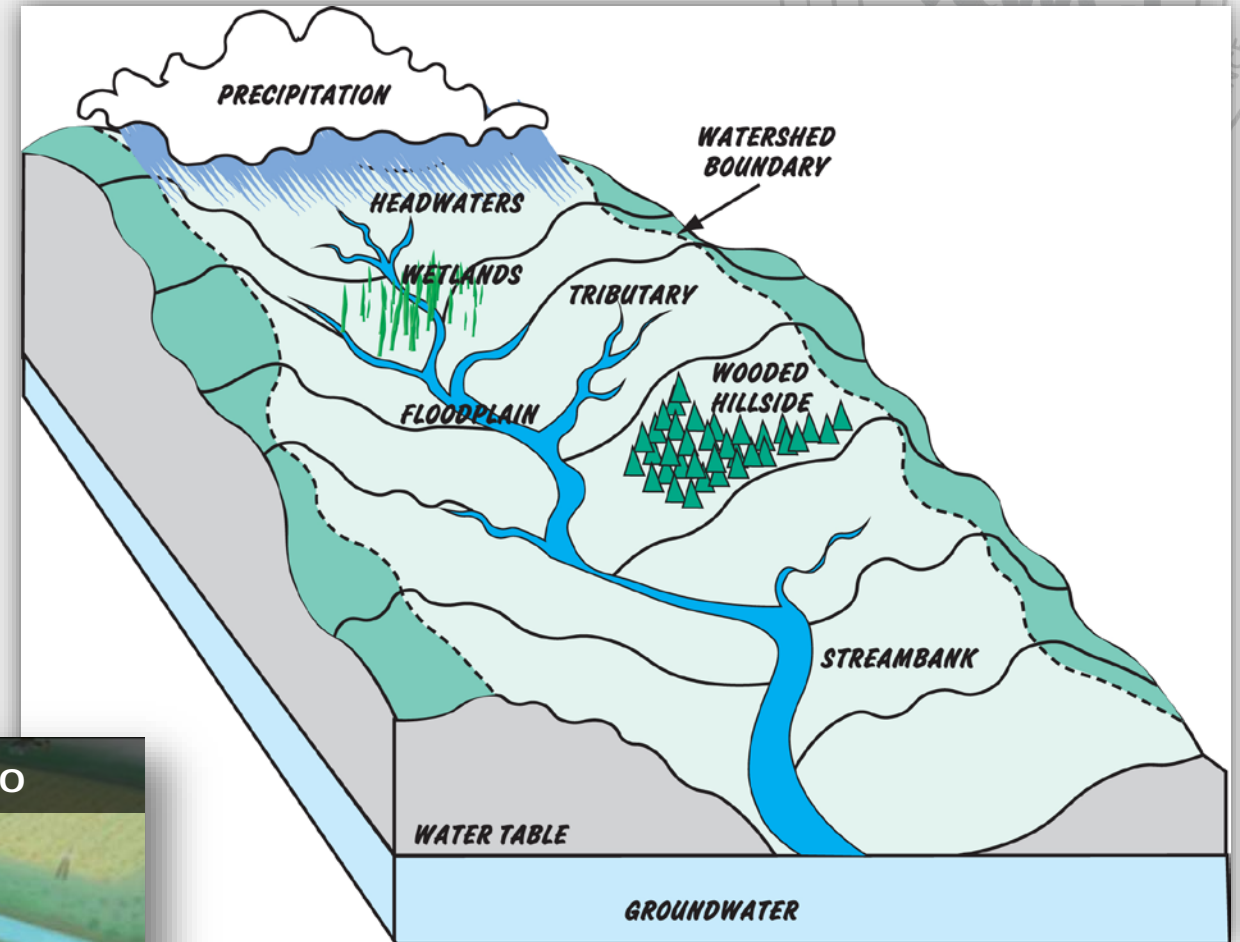 PRECIPITATION
WATERSHED
BOUNDARY
HEADWATERS
WETLANDS
TRIBUTARY
WOODED
HILLSIDE
FLOODPLAIN
STREAMBANK
O
WATER TABLE
GROUNDWATER